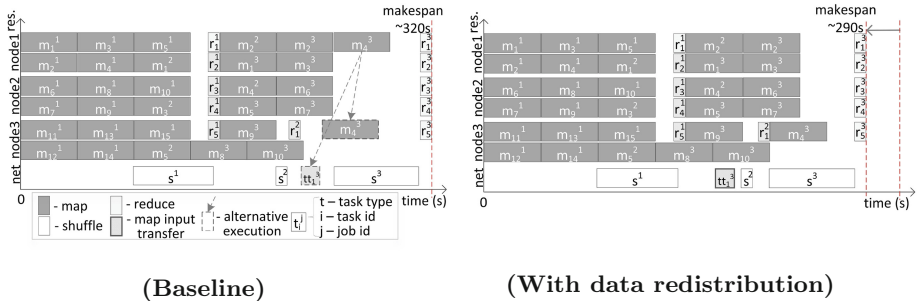 res.
makespan
~320s
node1
m₁¹ m₃¹ m₅¹ r₁¹ m₂² m₂³ m₄³ r₁³
m₂¹ m₄¹ m₁² r₂¹ m₁³ m₃³ r₂³
node2
m₆¹ m₈¹ m₁₀¹ r₃¹ m₄² m₆³ r₃³
m₇¹ m₉¹ m₃² r₄¹ m₅³ m₇³ r₄³
node3
m₁₁¹ m₁₃¹ m₁₅¹ r₅¹ m₉³ r₁² m₄³ r₅³
m₁₂¹ m₁₄¹ m₅² m₈³ m₁₀³
net
s¹ s² tt₁³ s³
0
time (s)
- map
- reduce
- shuffle
- map input transfer
- alternative execution
tᵢʲ
t – task type
i – task id
j – job id
(Baseline)
res.
makespan
~290s
node1
m₁¹ m₃¹ m₅¹ r₁¹ m₂² m₂³ r₁³
m₂¹ m₄¹ m₁² r₂¹ m₁³ m₃³ r₂³
node2
m₆¹ m₈¹ m₁₀¹ r₃¹ m₄² m₆³ r₃³
m₇¹ m₉¹ m₃² r₄¹ m₅³ m₇³ r₄³
node3
m₁₁¹ m₁₃¹ m₁₅¹ r₅¹ m₉³ r₁² m₄³ r₅³
m₁₂¹ m₁₄¹ m₅² m₈³ m₁₀³
net
s¹ tt₁³ s² s³
0
time (s)
(With data redistribution)